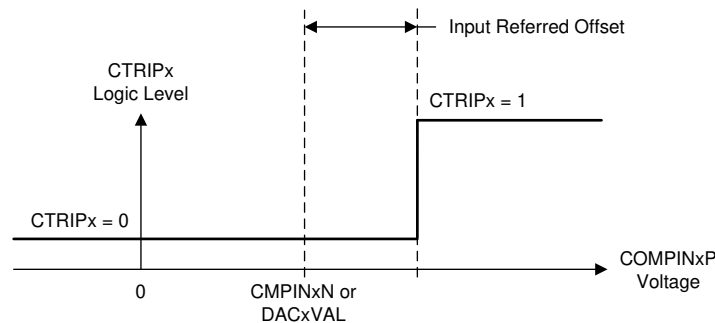 Input Referred Offset
CTRIPx
Logic Level
CTRIPx = 1
CTRIPx = 0
COMPINxP
Voltage
0
CMPINxN or
DACxVAL